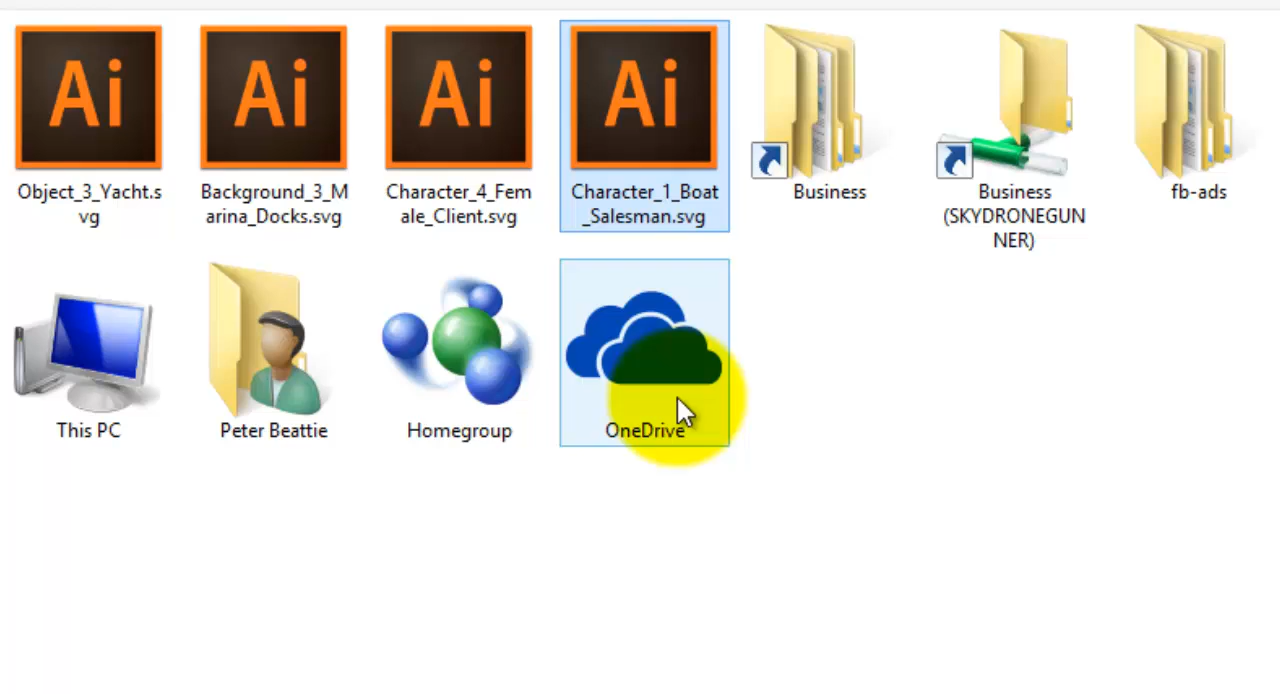 Ai
Ai
Ai
Ai
Object_3_Yacht.s
vg
Background_3_M
arina_Docks.svg
Character_4_Fem
ale_Client.svg
Character_1_Boat
_Salesman.svg
Business
Business
(SKYDRONEGUN
NER)
fb-ads
This PC
Peter Beattie
Homegroup
OneDrive